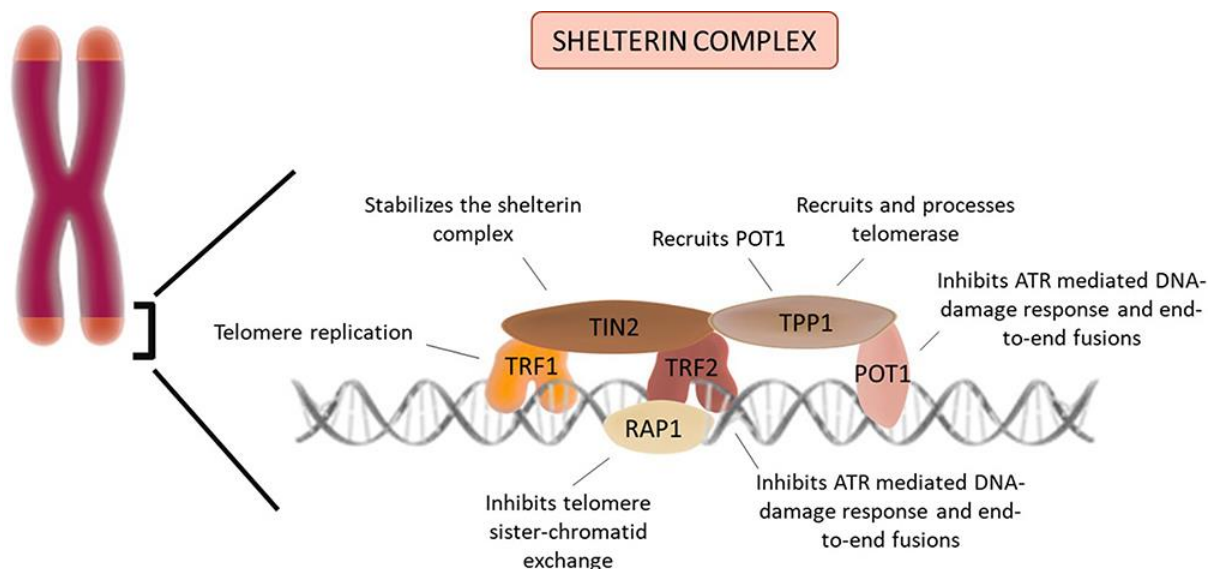 SHELTERIN COMPLEX
Stabilizes the shelterin
complex
Recruits POT1
Recruits and processes
telomerase
Inhibits ATR mediated DNA-
damage response and end-
to-end fusions
Telomere replication
TIN2
TPP1
TRF1
TRF2
POT1
RAP1
Inhibits telomere
sister-chromatid
exchange
Inhibits ATR mediated DNA-
damage response and end-
to-end fusions